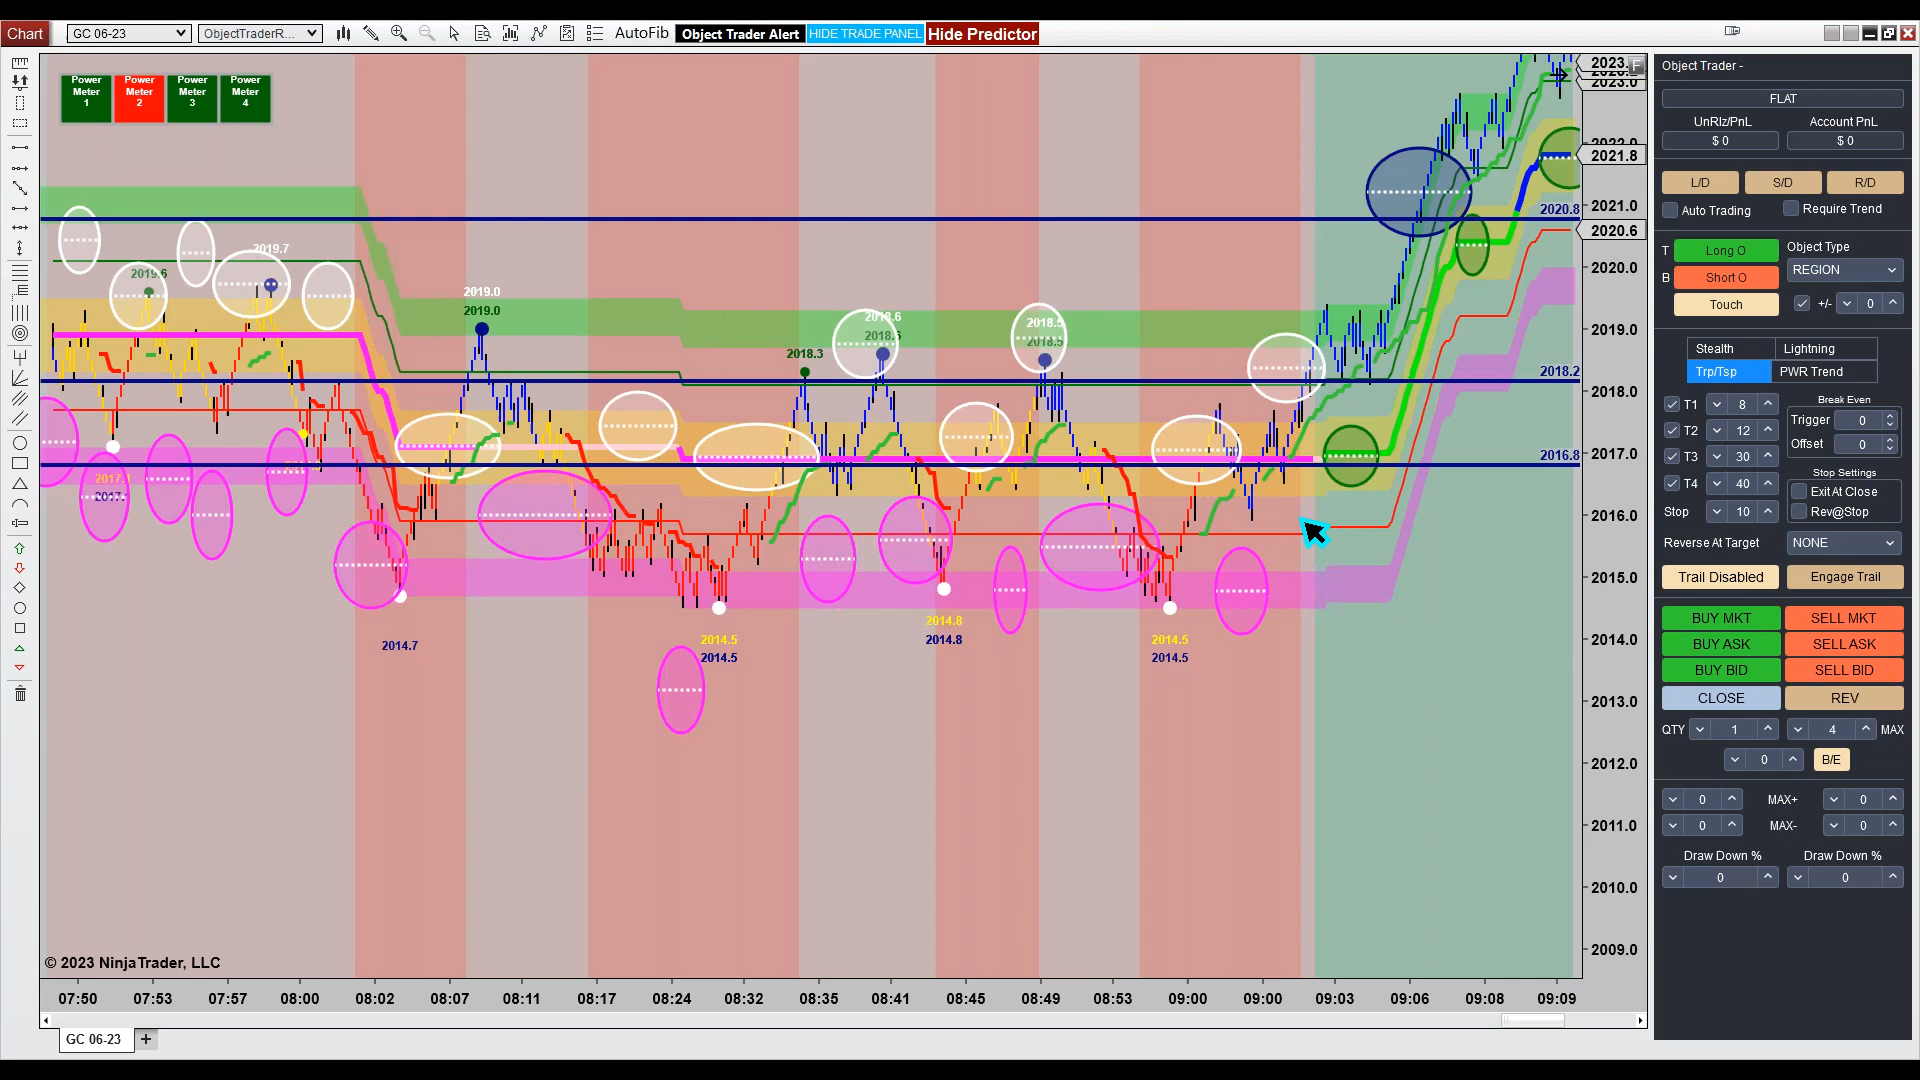 Chart
GC 06-23
ObjectTraderR...
AutoFib
Object Trader Alert
HIDE TRADE PANEL
Hide Predictor
Power Meter 1
Power Meter 2
Power Meter 3
Power Meter 4
F
2023.0
2021.8
2021.0
2020.8
2020.6
2020.0
2019.0
2018.2
2018.0
2017.0
2016.8
2016.0
2015.0
2014.0
2013.0
2012.0
2011.0
2010.0
2009.0
2019.6
2019.7
2019.0
2019.0
2018.3
2018.6
2018.6
2014.7
2014.5
2014.5
2014.8
2014.8
2014.5
2014.5
© 2023 NinjaTrader, LLC
07:50 07:53 07:57 08:00 08:02 08:07 08:11 08:17 08:24 08:32 08:35 08:41 08:45 08:49 08:53 09:00 09:00 09:03 09:06 09:08 09:09
GC 06-23 +
Object Trader -
FLAT
UnRlz/PnL Account PnL
$ 0 $ 0
L/D S/D R/D
Auto Trading Require Trend
T Long O Object Type
B Short O REGION
Touch +/- 0
Stealth Lightning
Trp/Tsp PWR Trend
T1 8 Break Even
T2 12 Trigger 0
T3 30 Offset 0
T4 40 Stop Settings
Stop 10 ExitAt Close
Rev@Stop
Reverse At Target NONE
Trail Disabled Engage Trail
BUY MKT SELL MKT
BUY ASK SELL ASK
BUY BID SELL BID
CLOSE REV
QTY 1 4 MAX
0 B/E
0 MAX+ 0
0 MAX- 0
Draw Down % Draw Down %
0 0